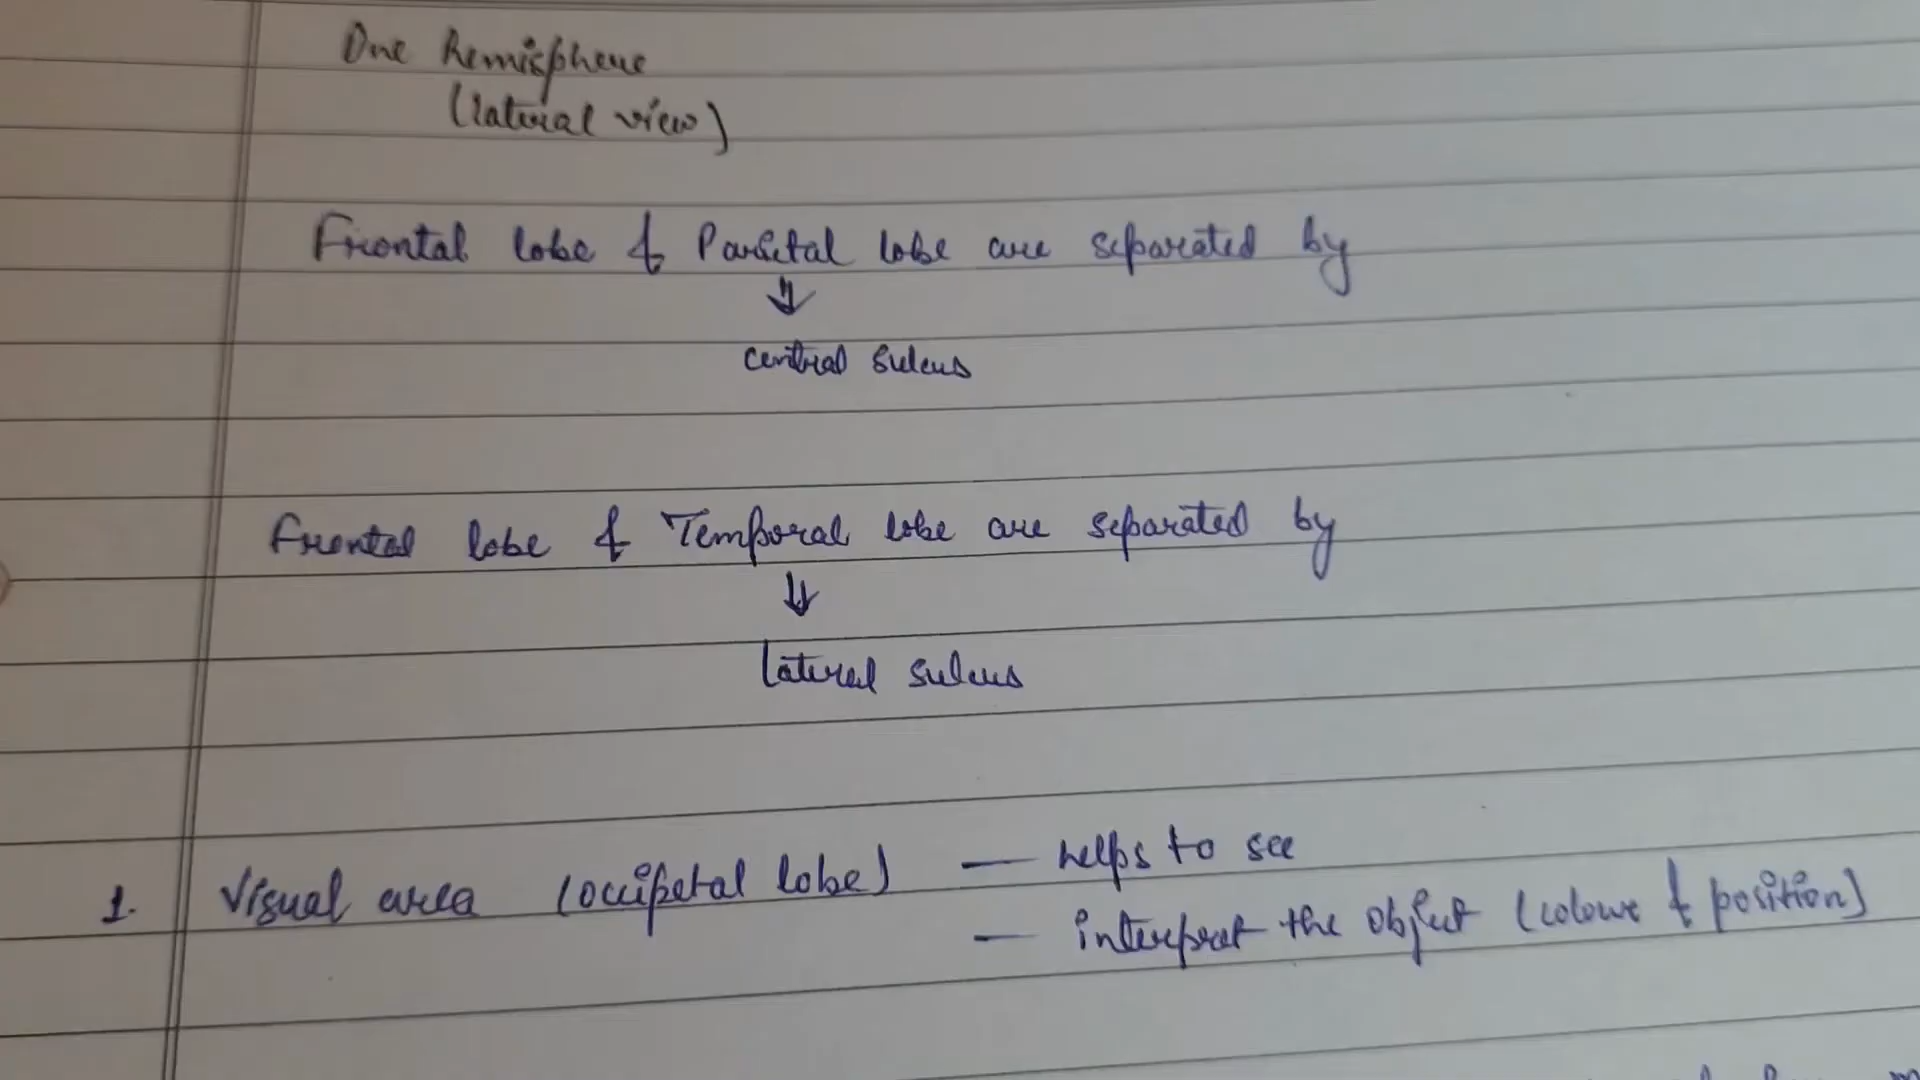 One hemisphere
(lateral view)
Frontal lobe & Parietal lobe are separated by
↓
central sulcus
Frontal lobe & Temporal lobe are separated by
↓
lateral sulcus
1. Visual area (occipetal lobe) — helps to see
— interpret the object (colour & position)